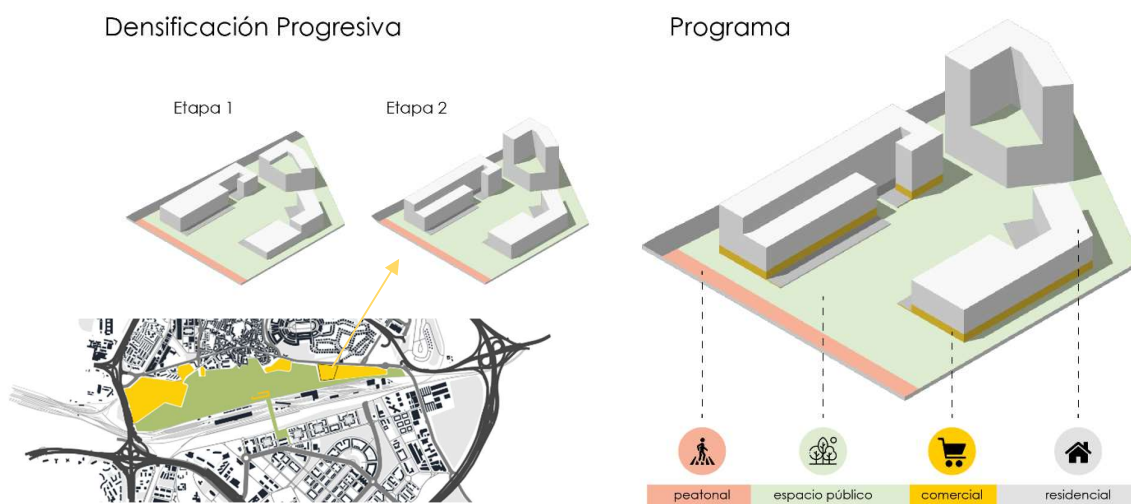 Densificación Progresiva
Programa
Etapa 1
Etapa 2
peatonal
espacio público
comercial
residencial